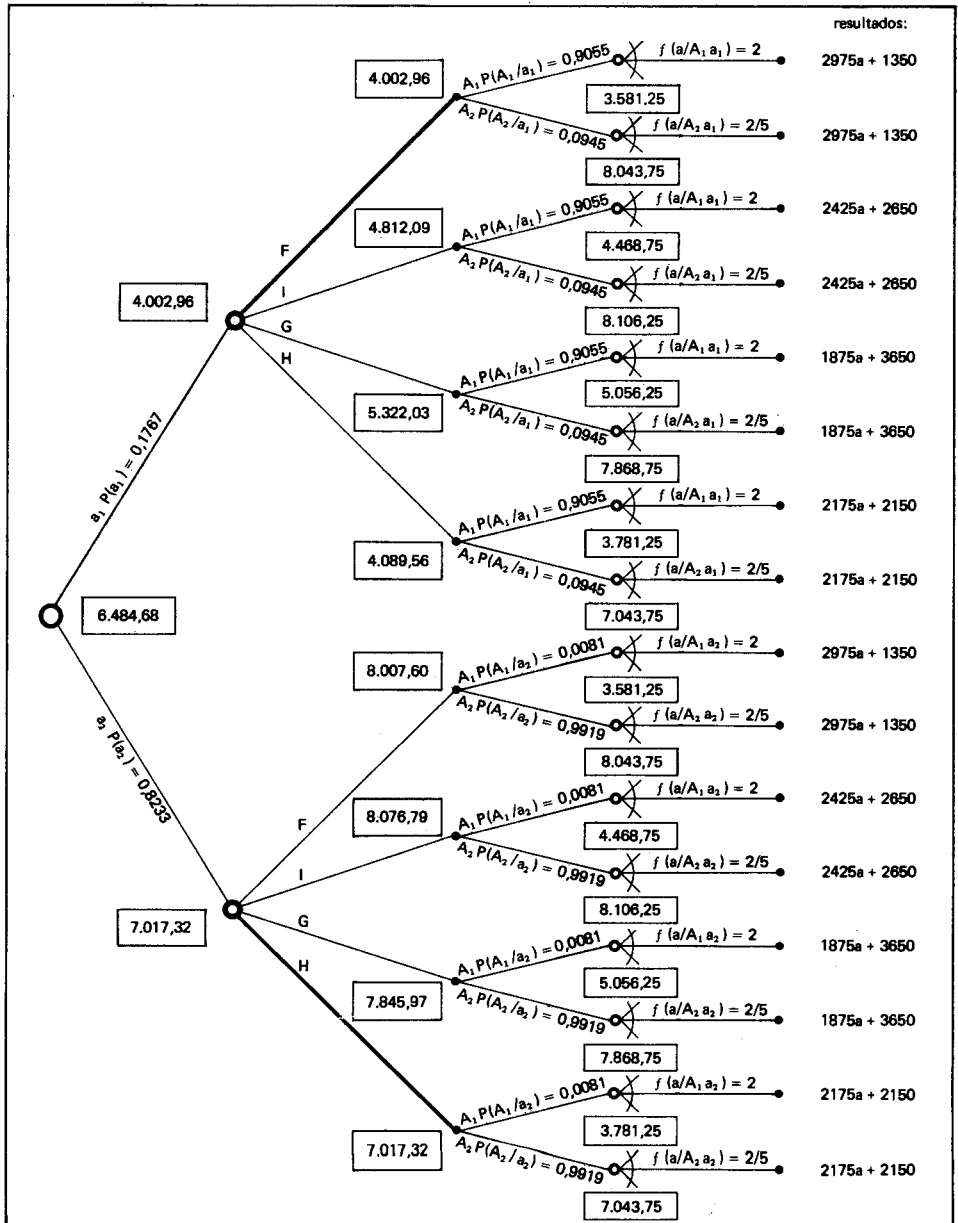 resultados:
A₁ P(A₁/a₁) = 0,9055
f (a/A₁ a₁) = 2
2975a + 1350
4.002,96
3.581,25
A₂ P(A₂/a₁) = 0,0945
f (a/A₂ a₁) = 2/5
2975a + 1350
8.043,75
A₁ P(A₁/a₁) = 0,9055
f (a/A₁ a₁) = 2
2425a + 2650
4.812,09
4.468,75
F
A₂ P(A₂/a₁) = 0,0945
f (a/A₂ a₁) = 2/5
2425a + 2650
I
4.002,96
8.106,25
G
H
A₁ P(A₁/a₁) = 0,9055
f (a/A₁ a₁) = 2
1875a + 3650
5.322,03
5.056,25
A₂ P(A₂/a₁) = 0,0945
f (a/A₂ a₁) = 2/5
1875a + 3650
7.868,75
a₁ P(a₁) = 0,1767
A₁ P(A₁/a₁) = 0,9055
f (a/A₁ a₁) = 2
2175a + 2150
4.089,56
3.781,25
A₂ P(A₂/a₁) = 0,0945
f (a/A₂ a₁) = 2/5
2175a + 2150
6.484,68
7.043,75
A₁ P(A₁/a₂) = 0,0081
f (a/A₁ a₂) = 2
2975a + 1350
8.007,60
3.581,25
a₂ P(a₂) = 0,8233
A₂ P(A₂/a₂) = 0,9919
f (a/A₂ a₂) = 2/5
2975a + 1350
8.043,75
A₁ P(A₁/a₂) = 0,0081
f (a/A₁ a₂) = 2
2425a + 2650
F
8.076,79
4.468,75
A₂ P(A₂/a₂) = 0,9919
f (a/A₂ a₂) = 2/5
2425a + 2650
I
7.017,32
8.106,25
G
A₁ P(A₁/a₂) = 0,0081
f (a/A₁ a₂) = 2
1875a + 3650
H
7.845,97
5.056,25
A₂ P(A₂/a₂) = 0,9919
f (a/A₂ a₂) = 2/5
1875a + 3650
7.868,75
A₁ P(A₁/a₂) = 0,0081
f (a/A₁ a₂) = 2
2175a + 2150
7.017,32
3.781,25
A₂ P(A₂/a₂) = 0,9919
f (a/A₂ a₂) = 2/5
2175a + 2150
7.043,75